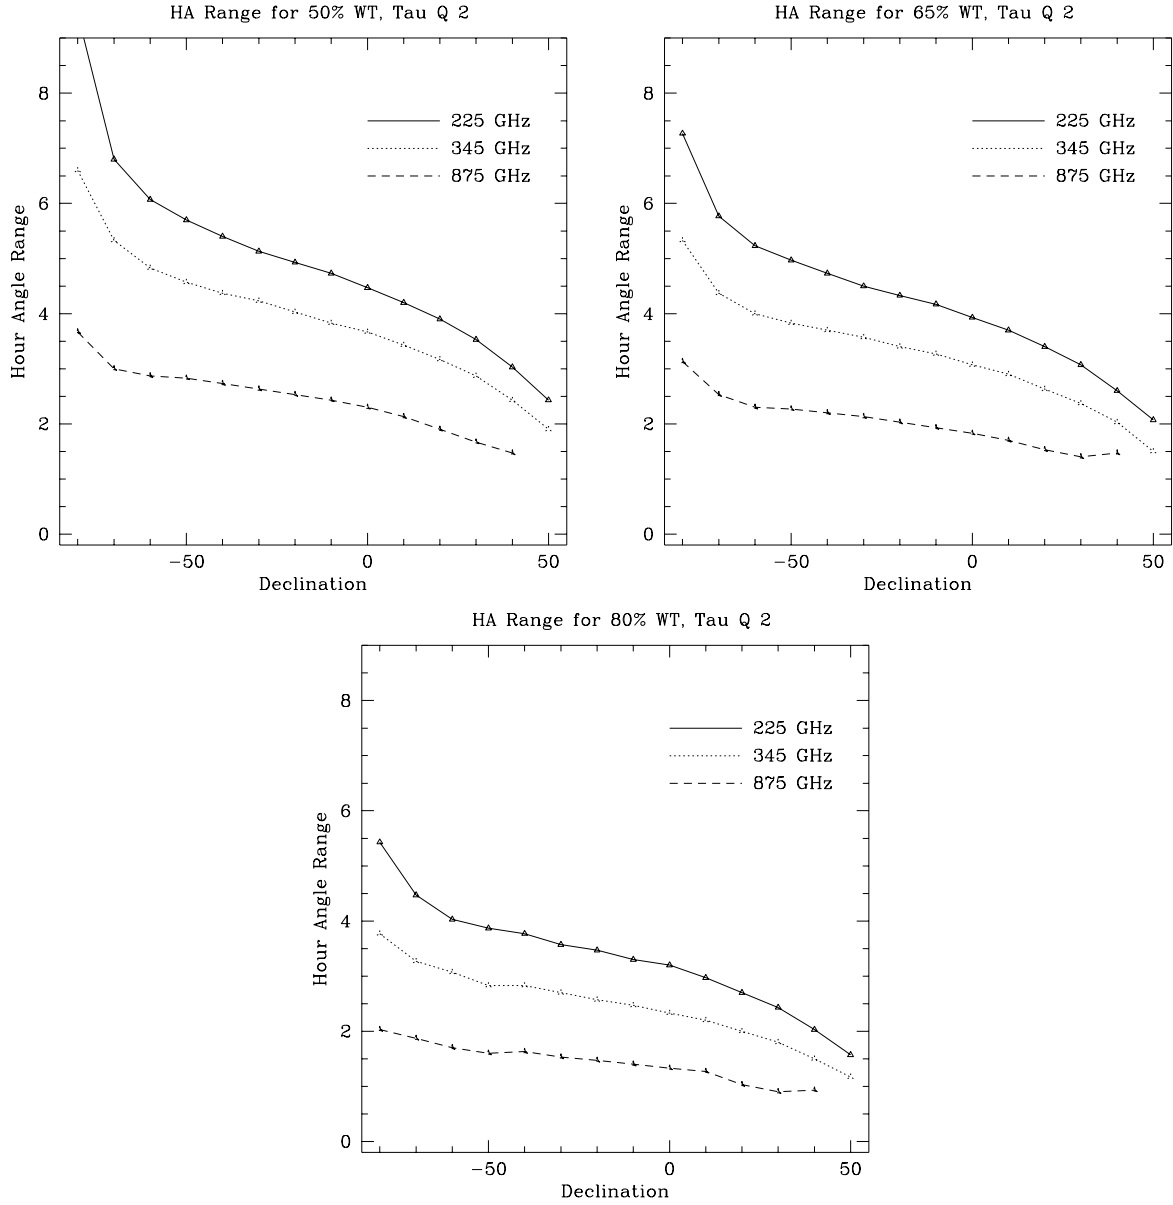 HA Range for 50% WT, Tau Q 2
8
6
4
2
0
Hour Angle Range
225 GHz
345 GHz
875 GHz
−50
0
50
Declination
HA Range for 65% WT, Tau Q 2
8
6
4
2
0
Hour Angle Range
225 GHz
345 GHz
875 GHz
−50
0
50
Declination
HA Range for 80% WT, Tau Q 2
8
6
4
2
0
Hour Angle Range
225 GHz
345 GHz
875 GHz
−50
0
50
Declination